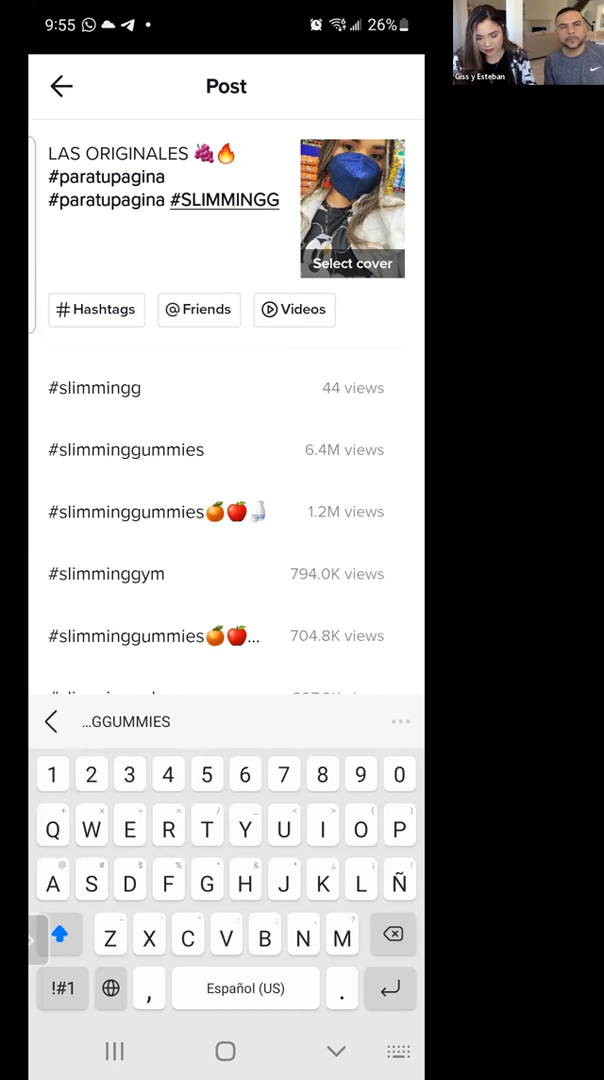 9:55
26%
Giss y Esteban
Post
LAS ORIGINALES 🍇🔥
#paratupagina
#paratupagina #SLIMMINGG
Select cover
# Hashtags @ Friends Videos
#slimmingg 44 views
#slimminggummies 6.4M views
#slimminggummies🍊🍎🍶 1.2M views
#slimminggym 794.0K views
#slimminggummies🍊🍎... 704.8K views
...GGUMMIES
1 2 3 4 5 6 7 8 9 0
Q W E R T Y U I O P
A S D F G H J K L Ñ
Z X C V B N M
!#1 , Español (US) .